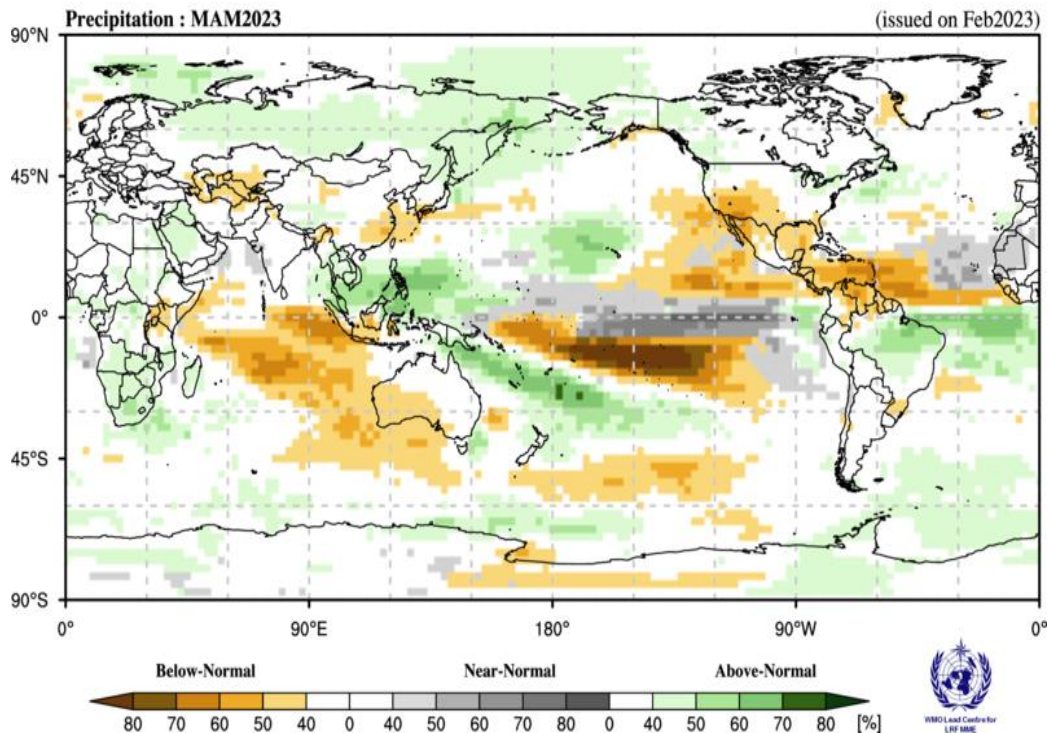 Precipitation : MAM2023 (issued on Feb2023)
90°N
45°N
0°
45°S
90°S
0° 90°E 180° 90°W 0°
Below-Normal Near-Normal Above-Normal
80 70 60 50 40 0 40 50 60 70 80 0 40 50 60 70 80 [%]
WMO Lead Centre for
LRF MME